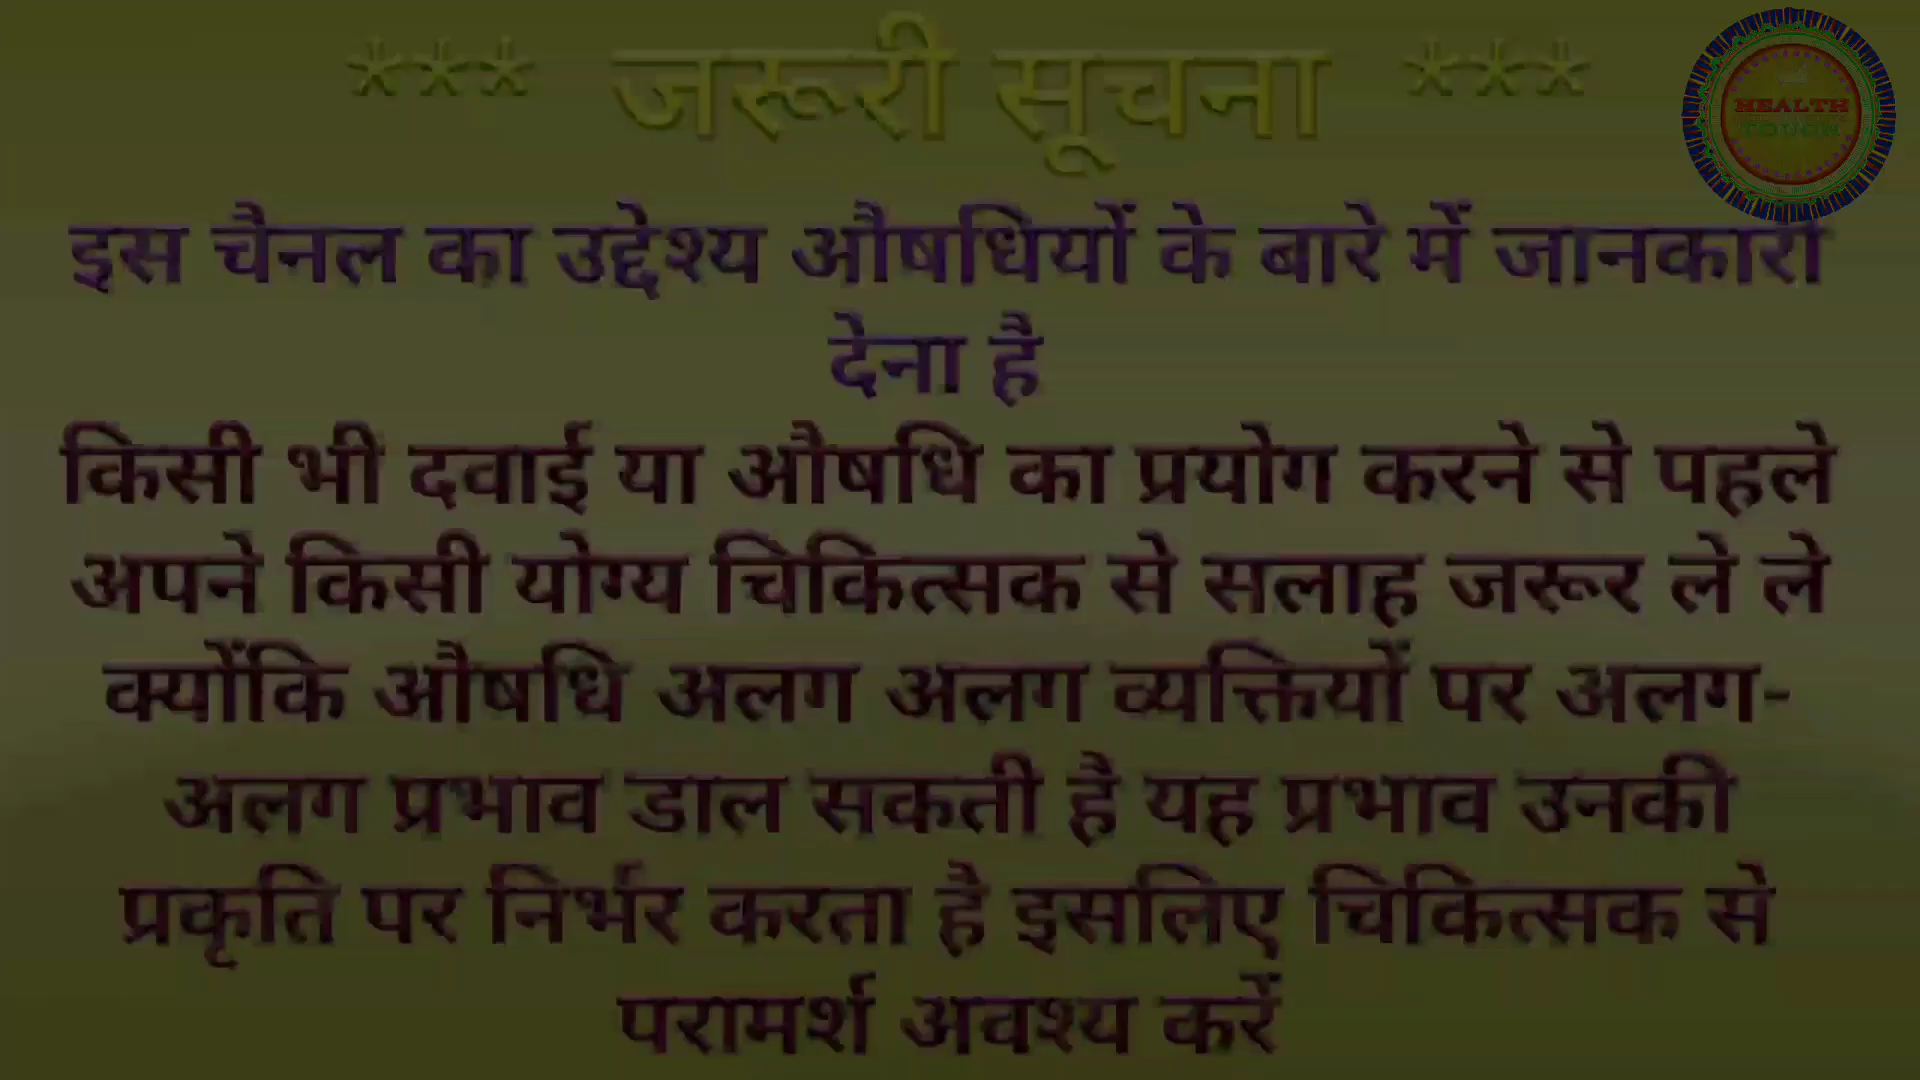 *** जरूरी सूचना ***
HEALTH
TOUCH
इस चैनल का उद्देश्य औषधियों के बारे में जानकारी
देना है
किसी भी दवाई या औषधि का प्रयोग करने से पहले
अपने किसी योग्य चिकित्सक से सलाह जरूर ले ले
क्योंकि औषधि अलग अलग व्यक्तियों पर अलग-
अलग प्रभाव डाल सकती है यह प्रभाव उनकी
प्रकृति पर निर्भर करता है इसलिए चिकित्सक से
परामर्श अवश्य करें